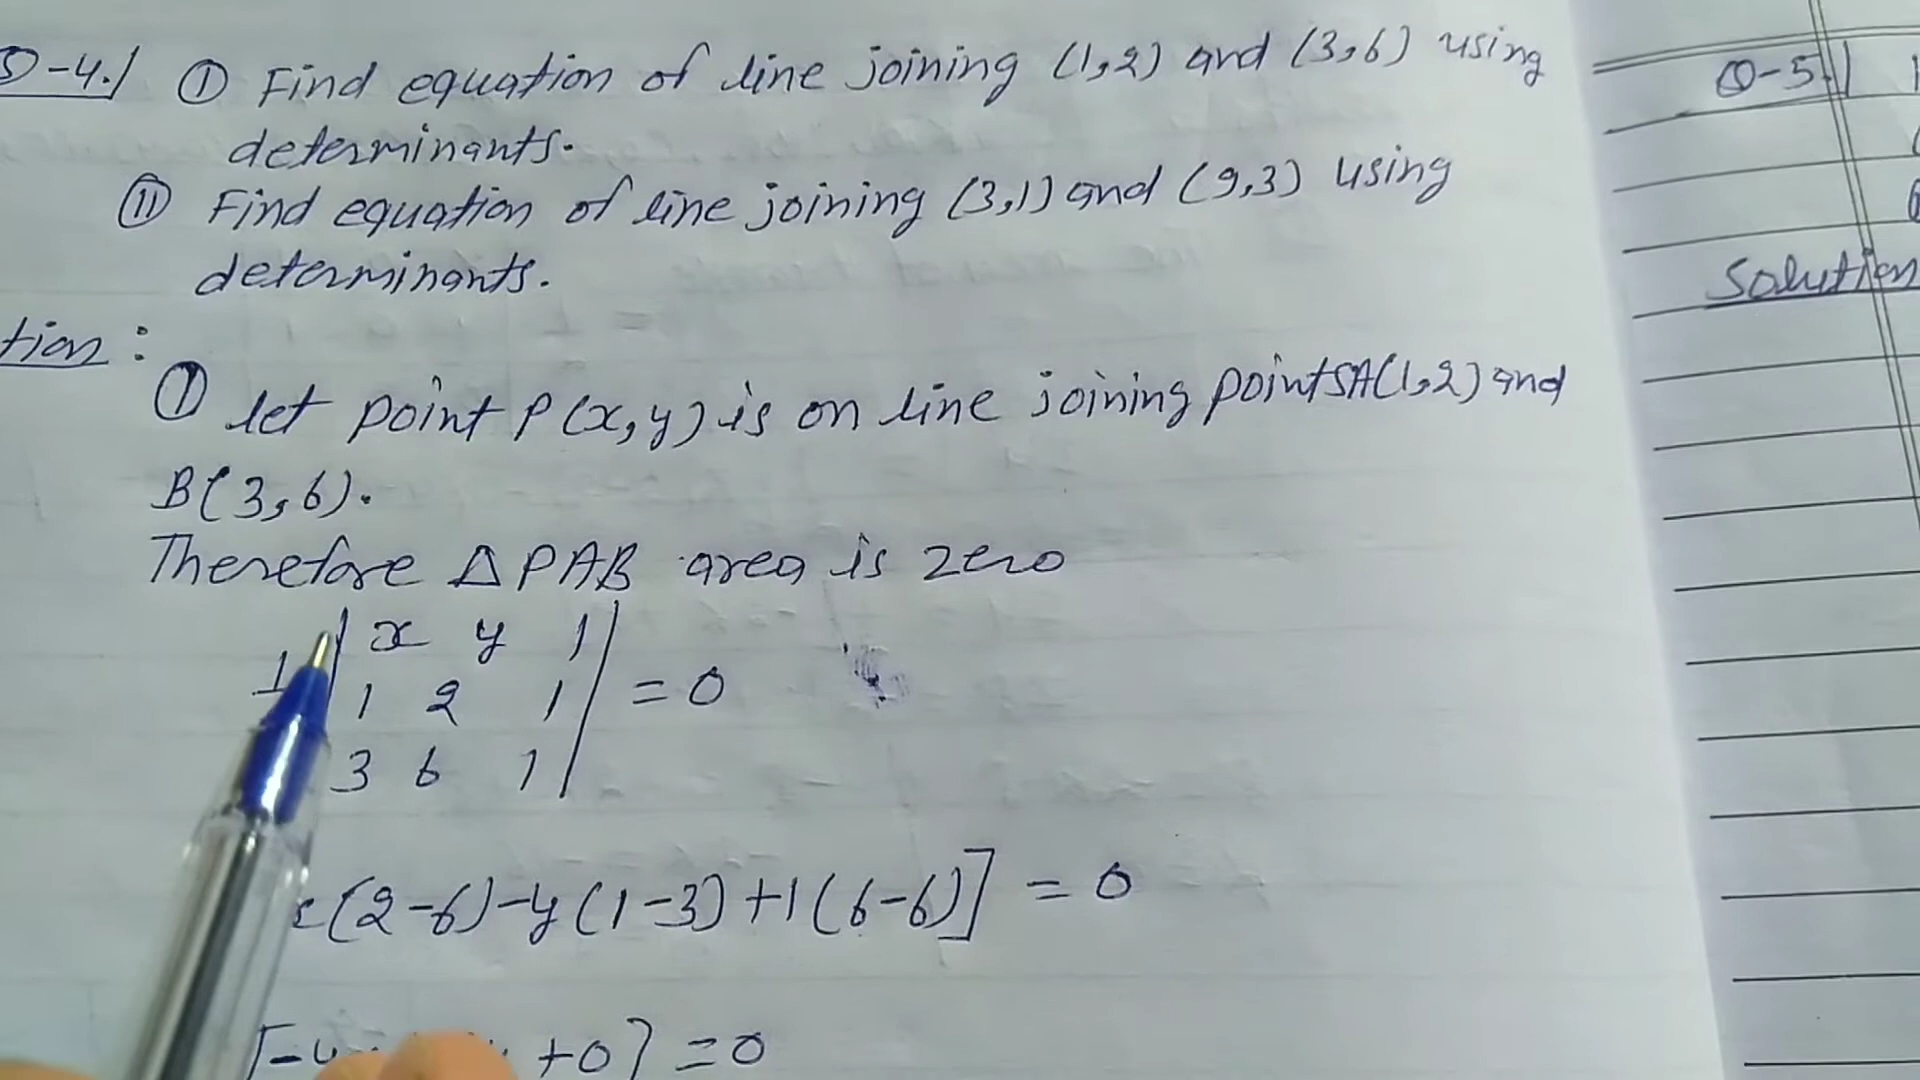 -4. (i) Find equation of line joining (1,2) and (3,6) using
determinants.
(ii) Find equation of line joining (3,1) and (9,3) using
determinants.
tion :
(i) let point P(x,y) is on line joining points A(1,2) and
B(3,6).
Therefore △PAB area is zero
1 | x y 1 |
| 1 2 1 | = 0
3 6 1 |
(2-6)-y(1-3)+1(6-6)] = 0
[-4 +0] = 0
Q-5.
Solution